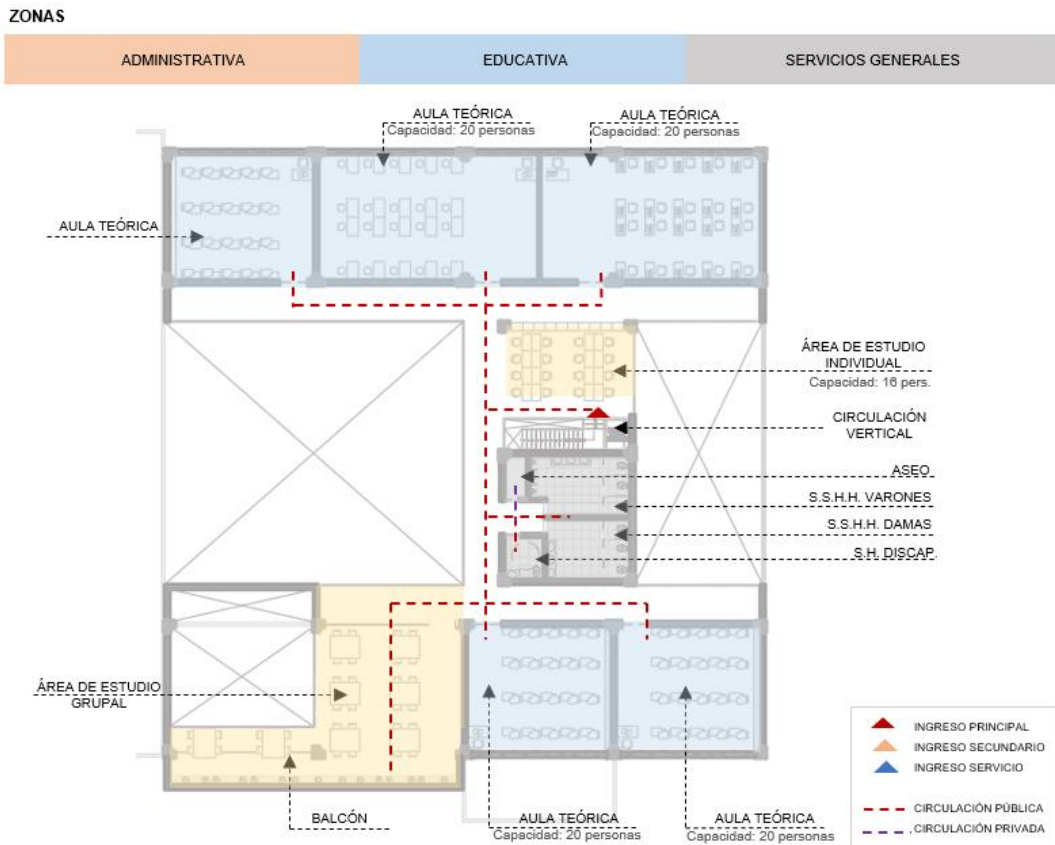 ZONAS
ADMINISTRATIVA
EDUCATIVA
SERVICIOS GENERALES
AULA TEÓRICA
Capacidad: 20 personas
AULA TEÓRICA
Capacidad: 20 personas
AULA TEÓRICA
ÁREA DE ESTUDIO
INDIVIDUAL
Capacidad: 16 pers.
CIRCULACIÓN
VERTICAL
ASEO
S.S.H.H. VARONES
S.S.H.H. DAMAS
S.H. DISCAP.
ÁREA DE ESTUDIO
GRUPAL
BALCÓN
AULA TEÓRICA
Capacidad: 20 personas
AULA TEÓRICA
Capacidad: 20 personas
INGRESO PRINCIPAL
INGRESO SECUNDARIO
INGRESO SERVICIO
CIRCULACIÓN PÚBLICA
CIRCULACIÓN PRIVADA